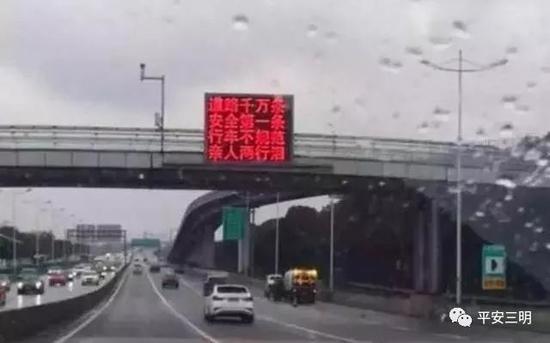 道路千万条
安全第一条
行车不规范
亲人两行泪
平安三明